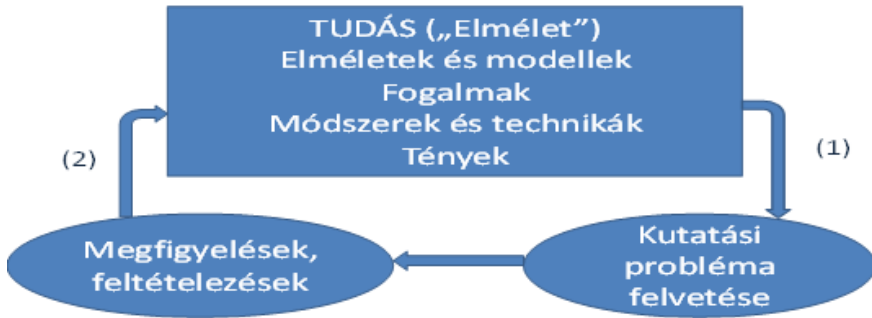 TUDÁS („Elmélet”)
Elméletek és modellek
Fogalmak
Módszerek és technikák
Tények
(2)
(1)
Megfigyelések,
feltételezések
Kutatási
probléma
felvetése